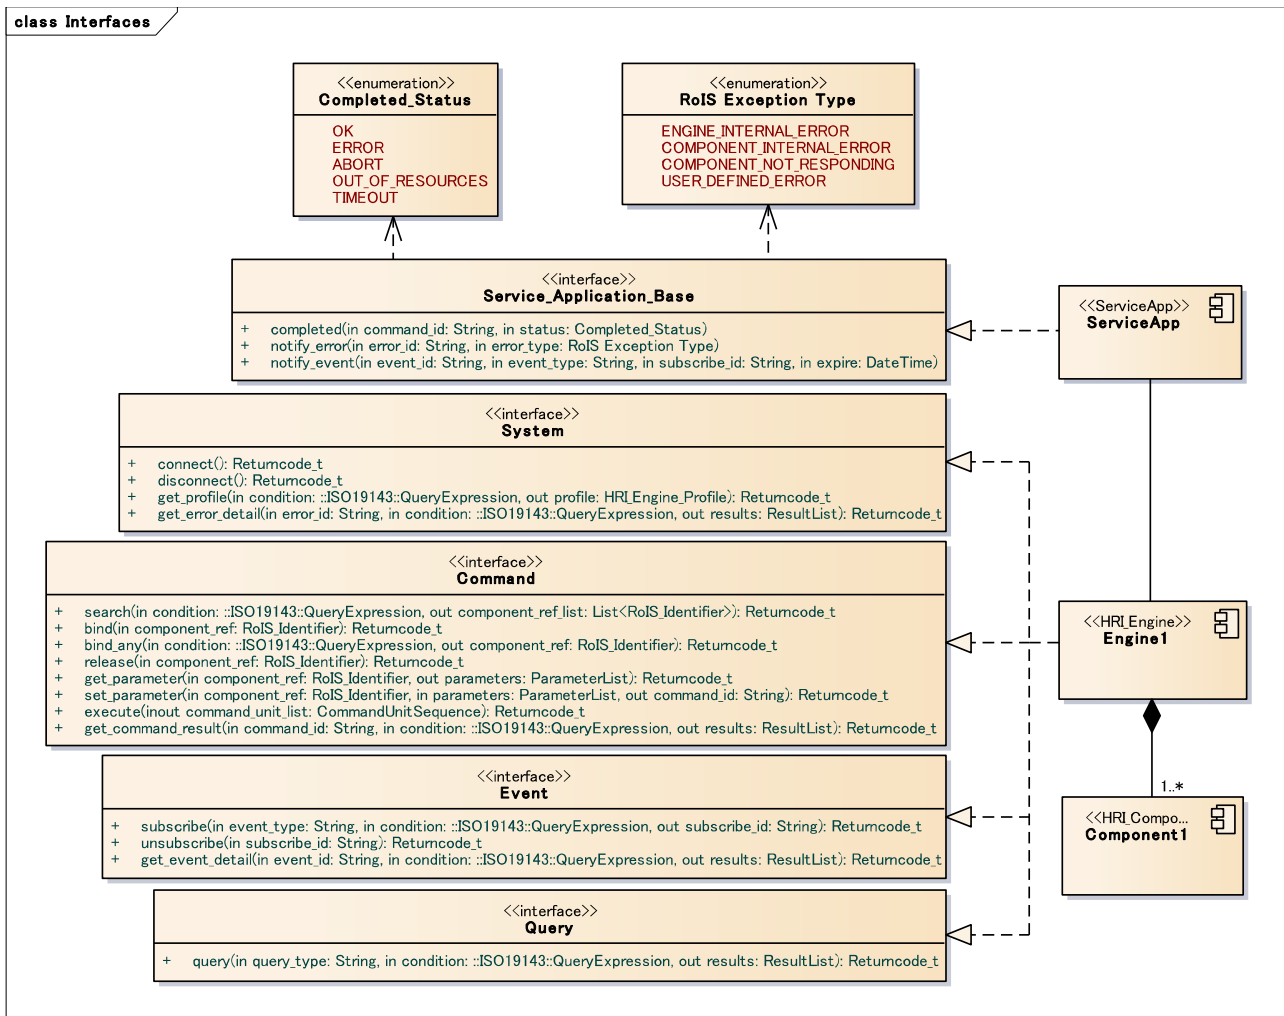 class Interfaces
<<enumeration>>
Completed_Status
OK
ERROR
ABORT
OUT_OF_RESOURCES
TIMEOUT
<<enumeration>>
RoIS Exception Type
ENGINE_INTERNAL_ERROR
COMPONENT_INTERNAL_ERROR
COMPONENT_NOT_RESPONDING
USER_DEFINED_ERROR
<<interface>>
Service_Application_Base
+ completed(in command_id: String, in status: Completed_Status)
+ notify_error(in error_id: String, in error_type: RoIS Exception Type)
+ notify_event(in event_id: String, in event_type: String, in subscribe_id: String, in expire: DateTime)
<<ServiceApp>>
ServiceApp
<<interface>>
System
+ connect(): Returncode_t
+ disconnect(): Returncode_t
+ get_profile(in condition: ::ISO19143::QueryExpression, out profile: HRI_Engine_Profile): Returncode_t
+ get_error_detail(in error_id: String, in condition: ::ISO19143::QueryExpression, out results: ResultList): Returncode_t
<<interface>>
Command
+ search(in condition: ::ISO19143::QueryExpression, out component_ref_list: List<RoIS_Identifier>): Returncode_t
+ bind(in component_ref: RoIS_Identifier): Returncode_t
+ bind_any(in condition: ::ISO19143::QueryExpression, out component_ref: RoIS_Identifier): Returncode_t
+ release(in component_ref: RoIS_Identifier): Returncode_t
+ get_parameter(in component_ref: RoIS_Identifier, out parameters: ParameterList): Returncode_t
+ set_parameter(in component_ref: RoIS_Identifier, in parameters: ParameterList, out command_id: String): Returncode_t
+ execute(inout command_unit_list: CommandUnitSequence): Returncode_t
+ get_command_result(in command_id: String, in condition: ::ISO19143::QueryExpression, out results: ResultList): Returncode_t
<<HRI_Engine>>
Engine1
<<interface>>
Event
+ subscribe(in event_type: String, in condition: ::ISO19143::QueryExpression, out subscribe_id: String): Returncode_t
+ unsubscribe(in subscribe_id: String): Returncode_t
+ get_event_detail(in event_id: String, in condition: ::ISO19143::QueryExpression, out results: ResultList): Returncode_t
1..*
<<HRI_Compo...
Component1
<<interface>>
Query
+ query(in query_type: String, in condition: ::ISO19143::QueryExpression, out results: ResultList): Returncode_t